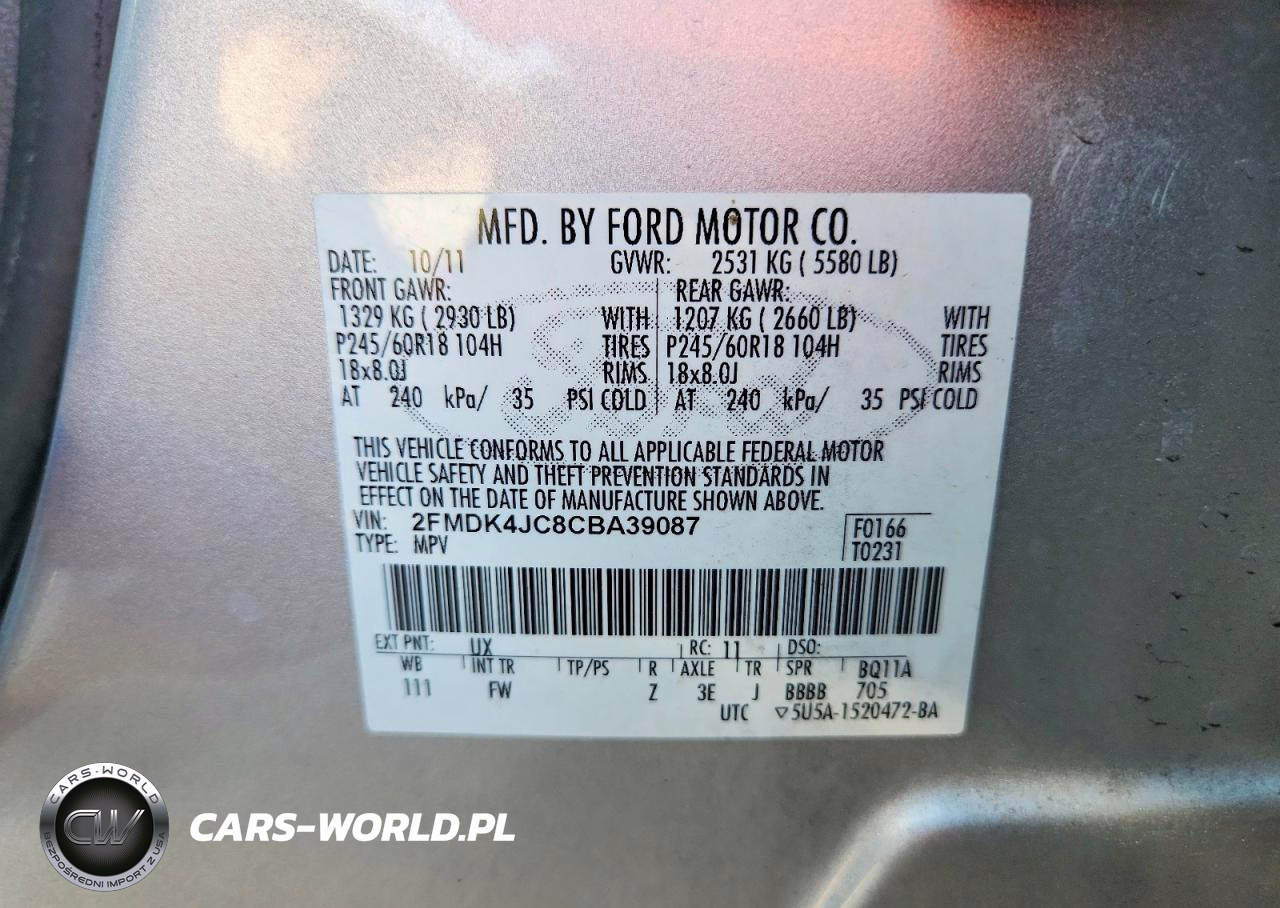 MFD. BY FORD MOTOR CO.
DATE: 10/11 GVWR: 2531 KG ( 5580 LB)
FRONT GAWR: REAR GAWR:
1329 KG ( 2930 LB) WITH 1207 KG ( 2660 LB) WITH
P245/60R18 104H TIRES P245/60R18 104H TIRES
18x8.0J RIMS 18x8.0J RIMS
AT 240 kPa/ 35 PSI COLD AT 240 kPa/ 35 PSI COLD
THIS VEHICLE CONFORMS TO ALL APPLICABLE FEDERAL MOTOR
VEHICLE SAFETY AND THEFT PREVENTION STANDARDS IN
EFFECT ON THE DATE OF MANUFACTURE SHOWN ABOVE.
VIN: 2FMDK4JC8CBA39087 F0166
TYPE: MPV T0231
EXT PNT: UX RC: 11 DSO:
WB INT TR TP/PS R AXLE TR SPR BQ11A
111 FW Z 3E J BBBB 705
UTC ▽5U5A-1520472-BA
CARS-WORLD
CW
BEZPOŚREDNI IMPORT Z USA
CARS-WORLD.PL